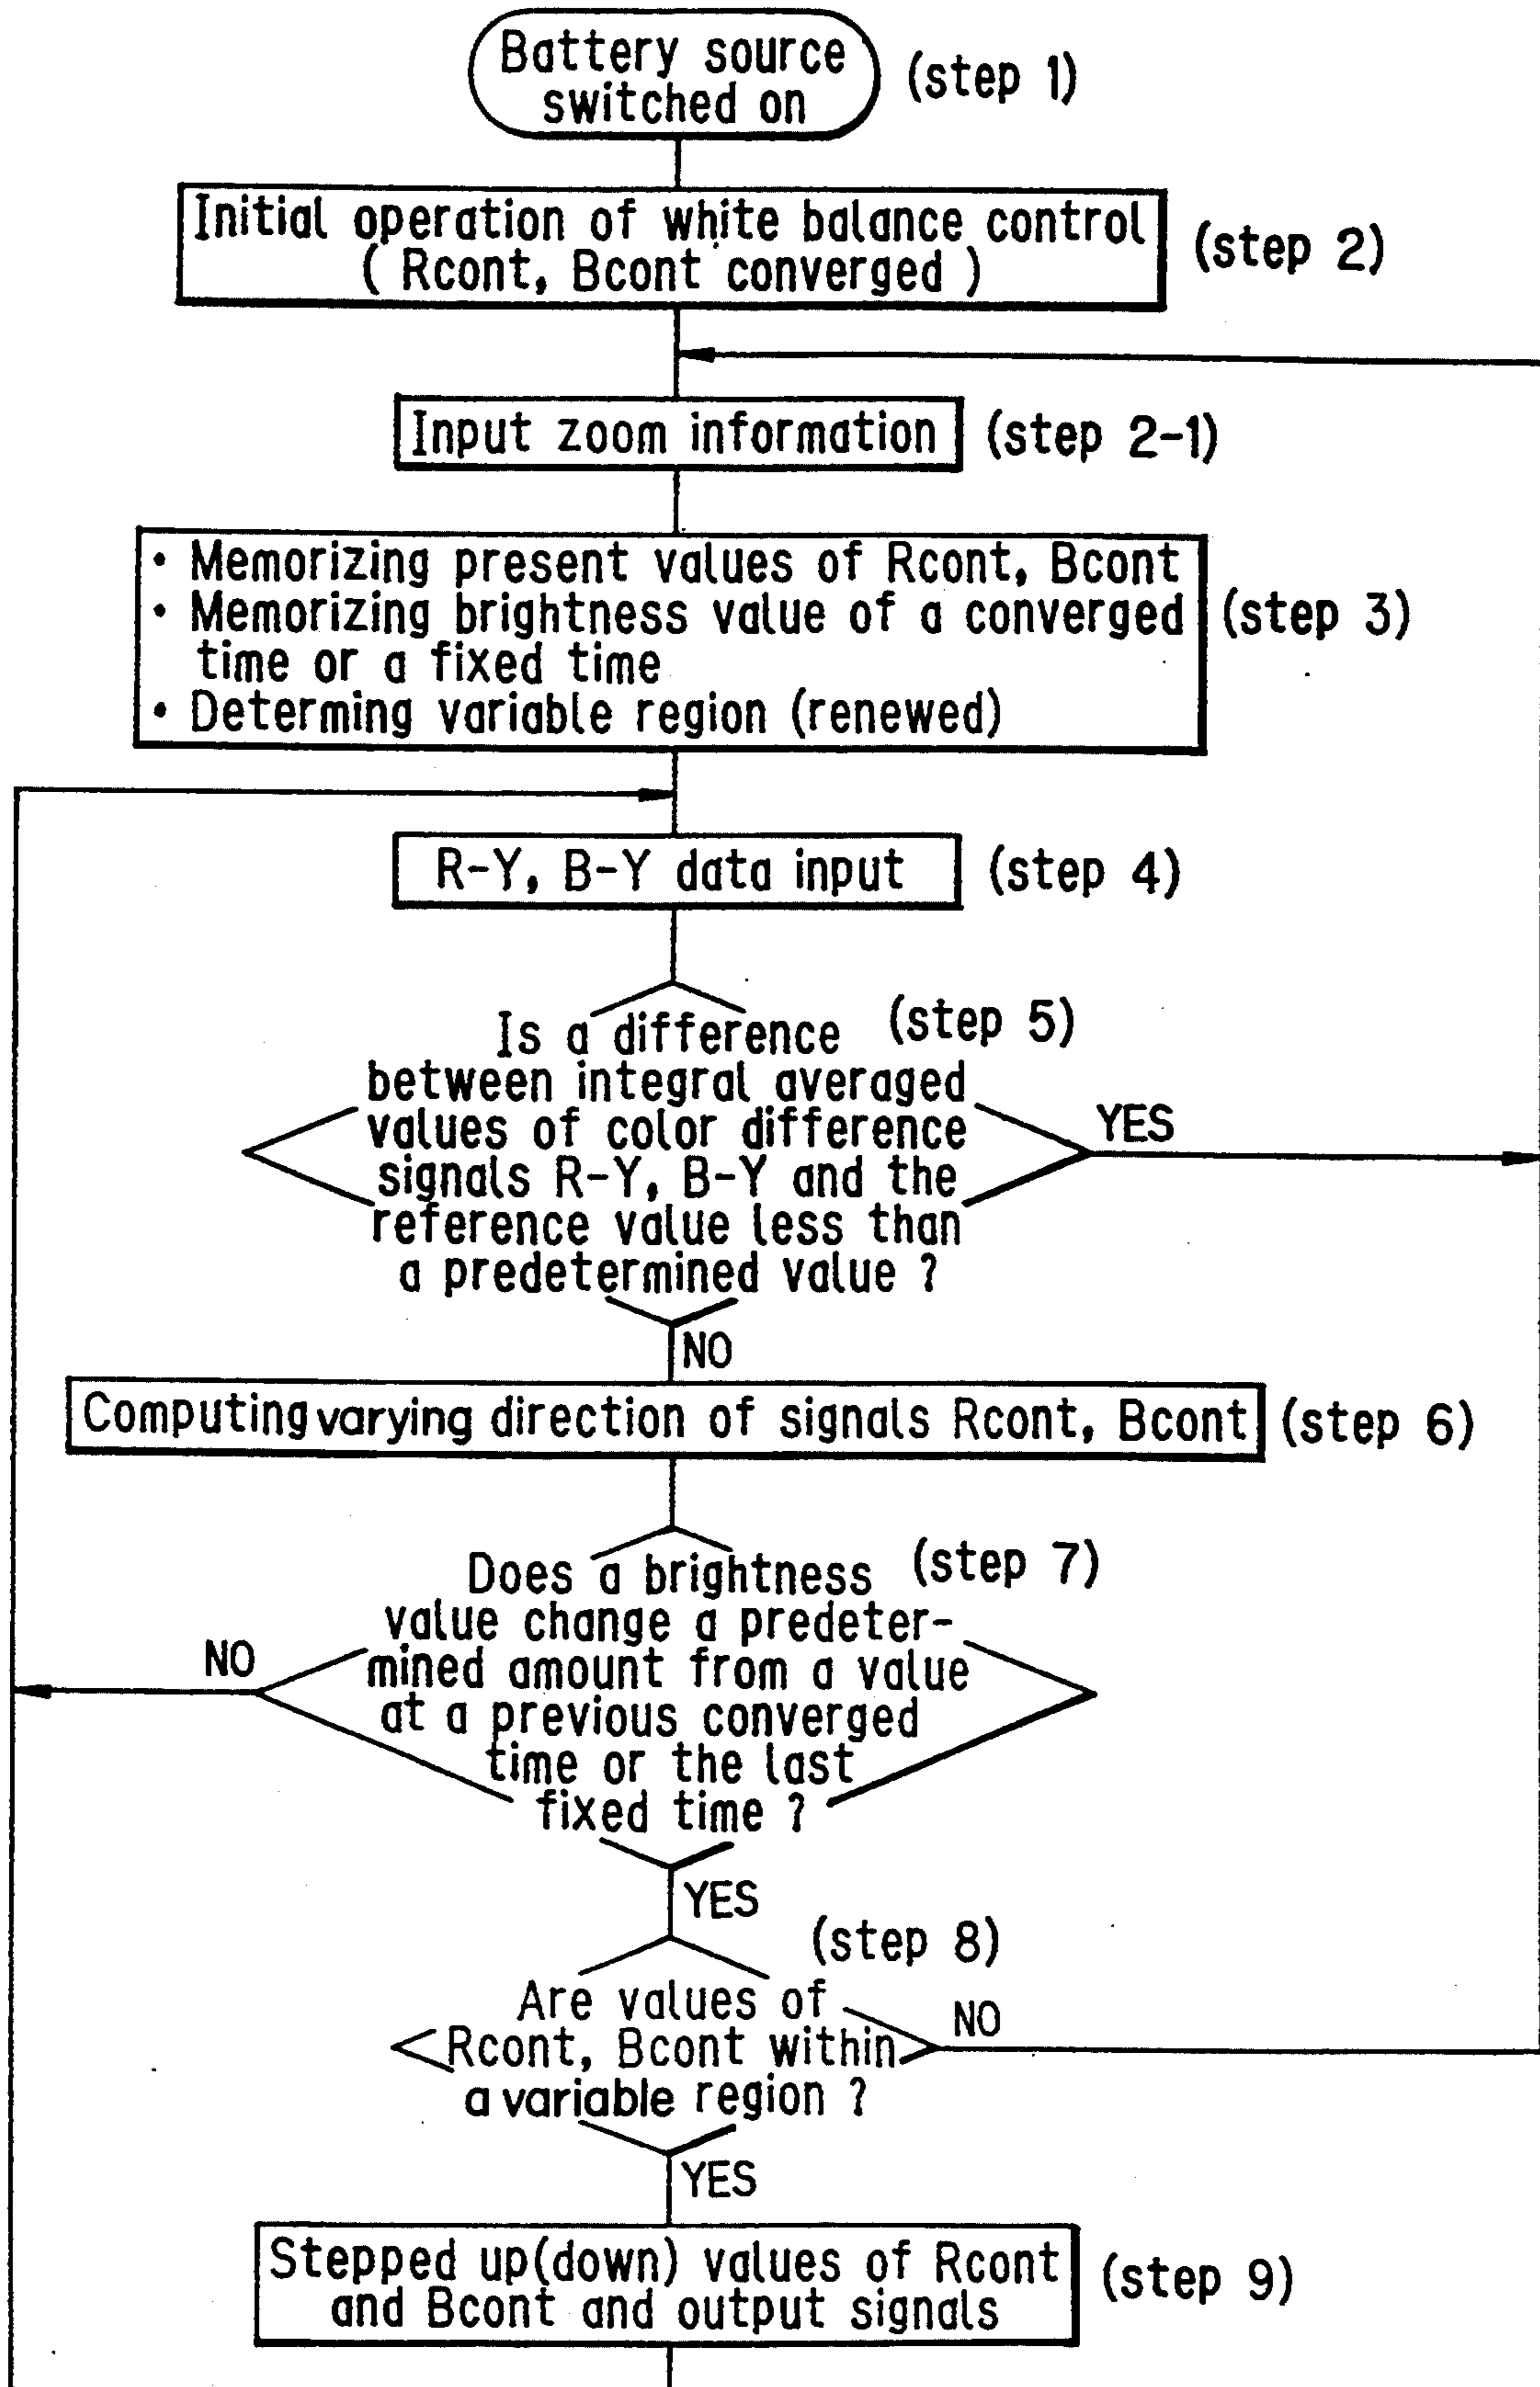 Battery source
switched on
(step 1)
Initial operation of white balance control
( Rcont, Bcont converged )
(step 2)
Input zoom information
(step 2-1)
• Memorizing present values of Rcont, Bcont
• Memorizing brightness value of a converged
time or a fixed time
• Determing variable region (renewed)
(step 3)
R-Y, B-Y data input
(step 4)
(step 5)
Is a difference
between integral averaged
values of color difference
signals R-Y, B-Y and the
reference value less than
a predetermined value ?
YES
NO
Computing varying direction of signals Rcont, Bcont
(step 6)
(step 7)
Does a brightness
value change a predeter-
mined amount from a value
at a previous converged
time or the last
fixed time ?
NO
YES
(step 8)
Are values of
Rcont, Bcont within
a variable region ?
NO
YES
Stepped up(down) values of Rcont
and Bcont and output signals
(step 9)